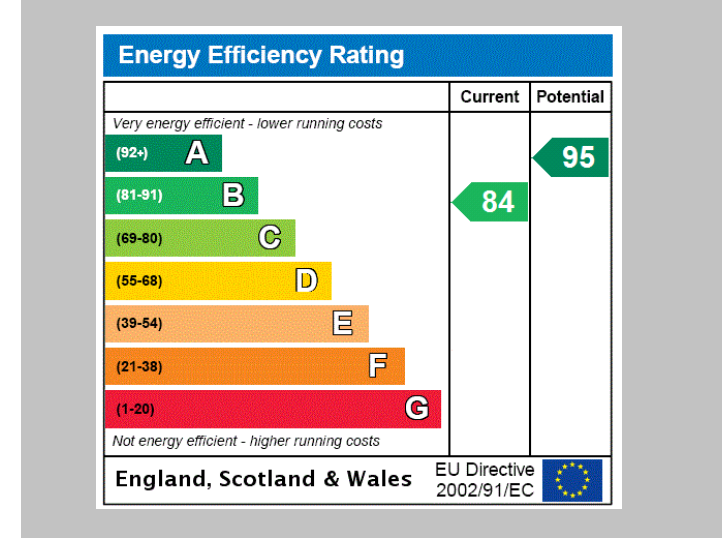 Energy Efficiency Rating
Current Potential
Very energy efficient - lower running costs
(92+) A
95
(81-91) B
84
(69-80) C
(55-68) D
(39-54) E
(21-38) F
(1-20) G
Not energy efficient - higher running costs
England, Scotland & Wales
EU Directive
2002/91/EC